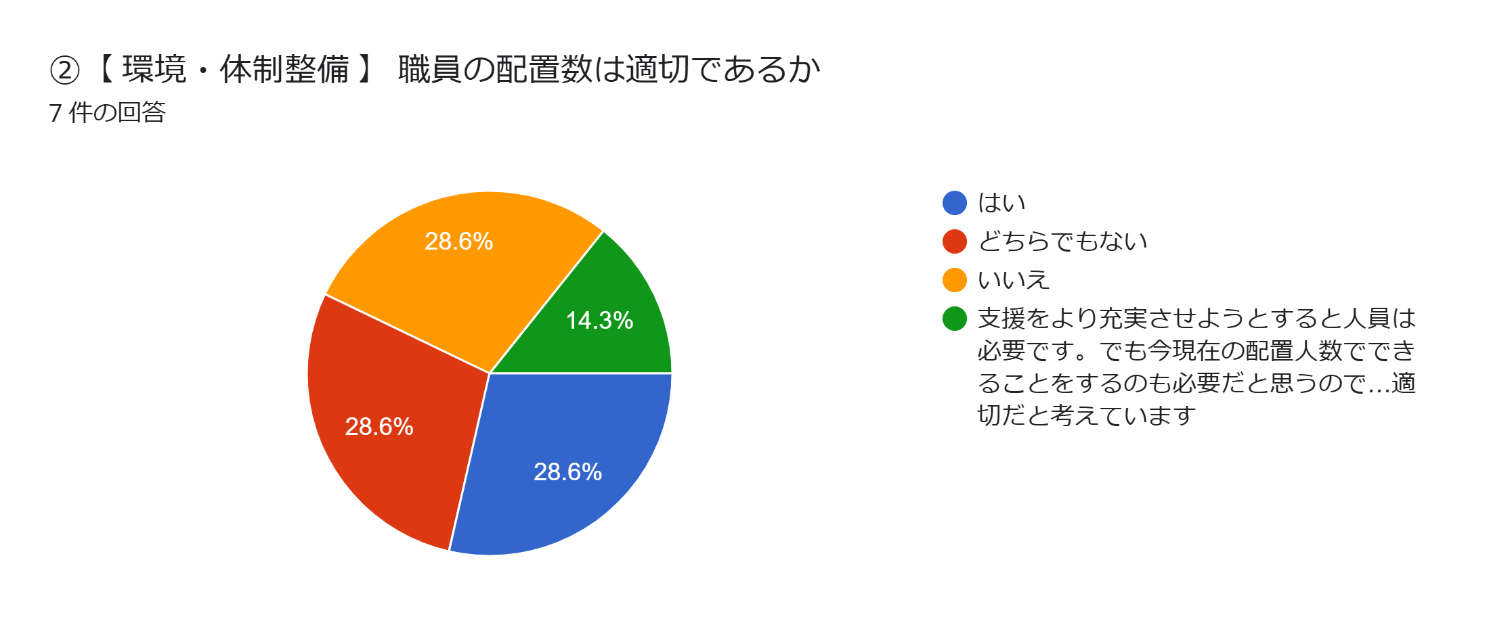 ②【 環境・体制整備 】 職員の配置数は適切であるか
7 件の回答
はい
どちらでもない
いいえ
支援をより充実させようとすると人員は
必要です。でも今現在の配置人数ででき
ることをするのも必要だと思うので…適
切だと考えています
28.6%
14.3%
28.6%
28.6%